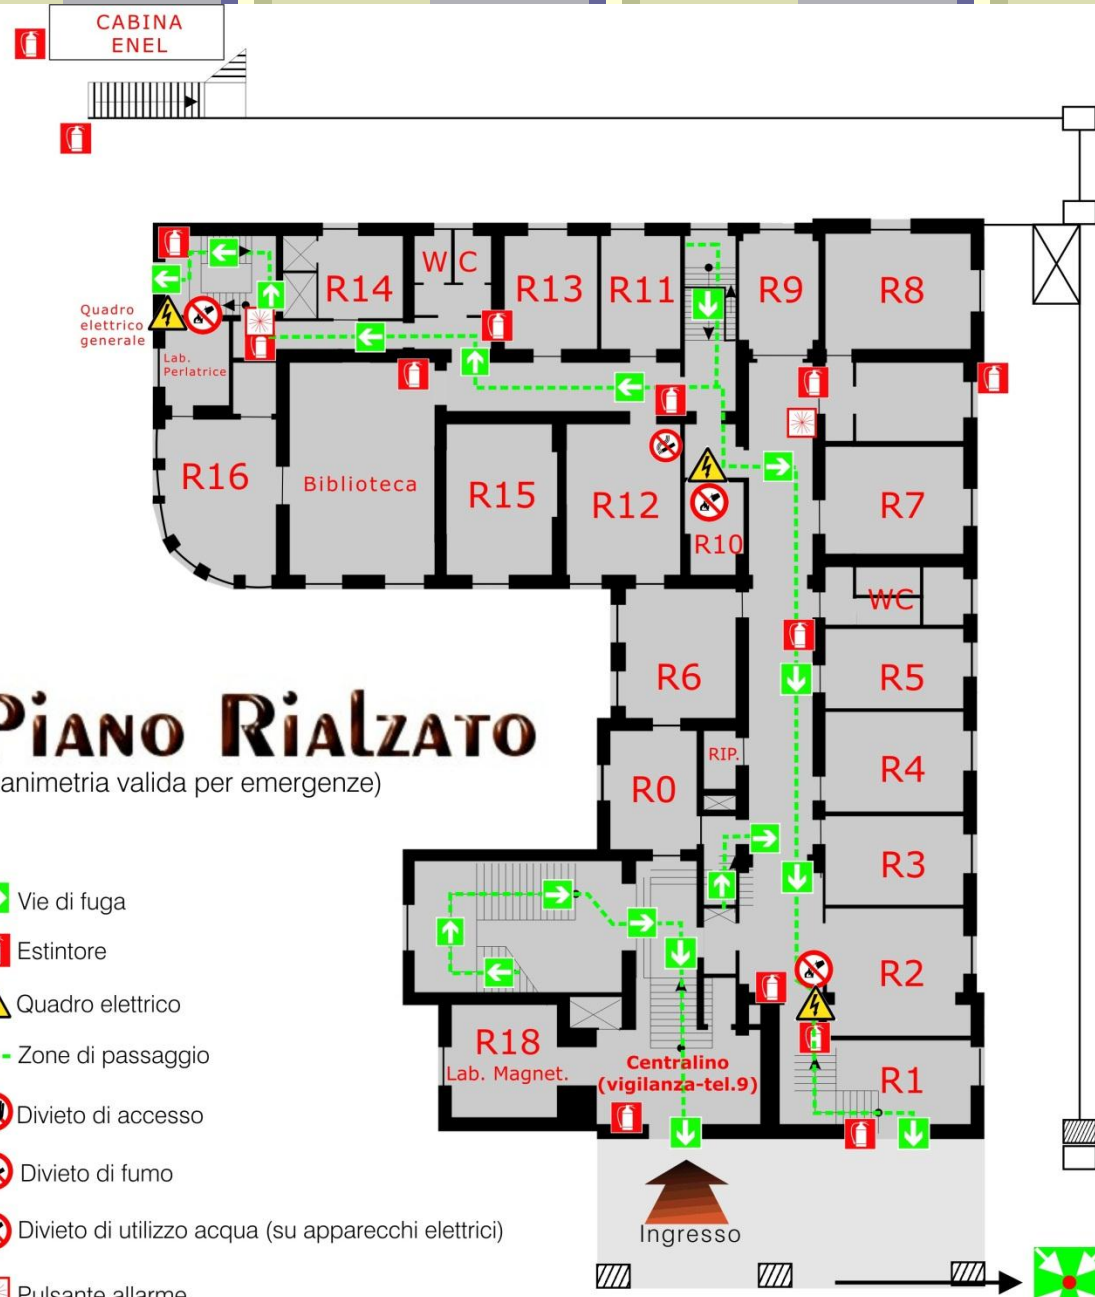 CABINA
ENEL
R14
W C
R13
R11
R9
R8
Quadro
elettrico
generale
Lab.
Perlatrice
R16
Biblioteca
R15
R12
R10
R7
WC
R6
R5
RIP.
R0
R4
R3
R2
R18
Lab. Magnet.
Centralino
(vigilanza-tel.9)
R1
Ingresso
Piano Rialzato
animetria valida per emergenze)
Vie di fuga
Estintore
Quadro elettrico
Zone di passaggio
Divieto di accesso
Divieto di fumo
Divieto di utilizzo acqua (su apparecchi elettrici)
Pulsante allarme